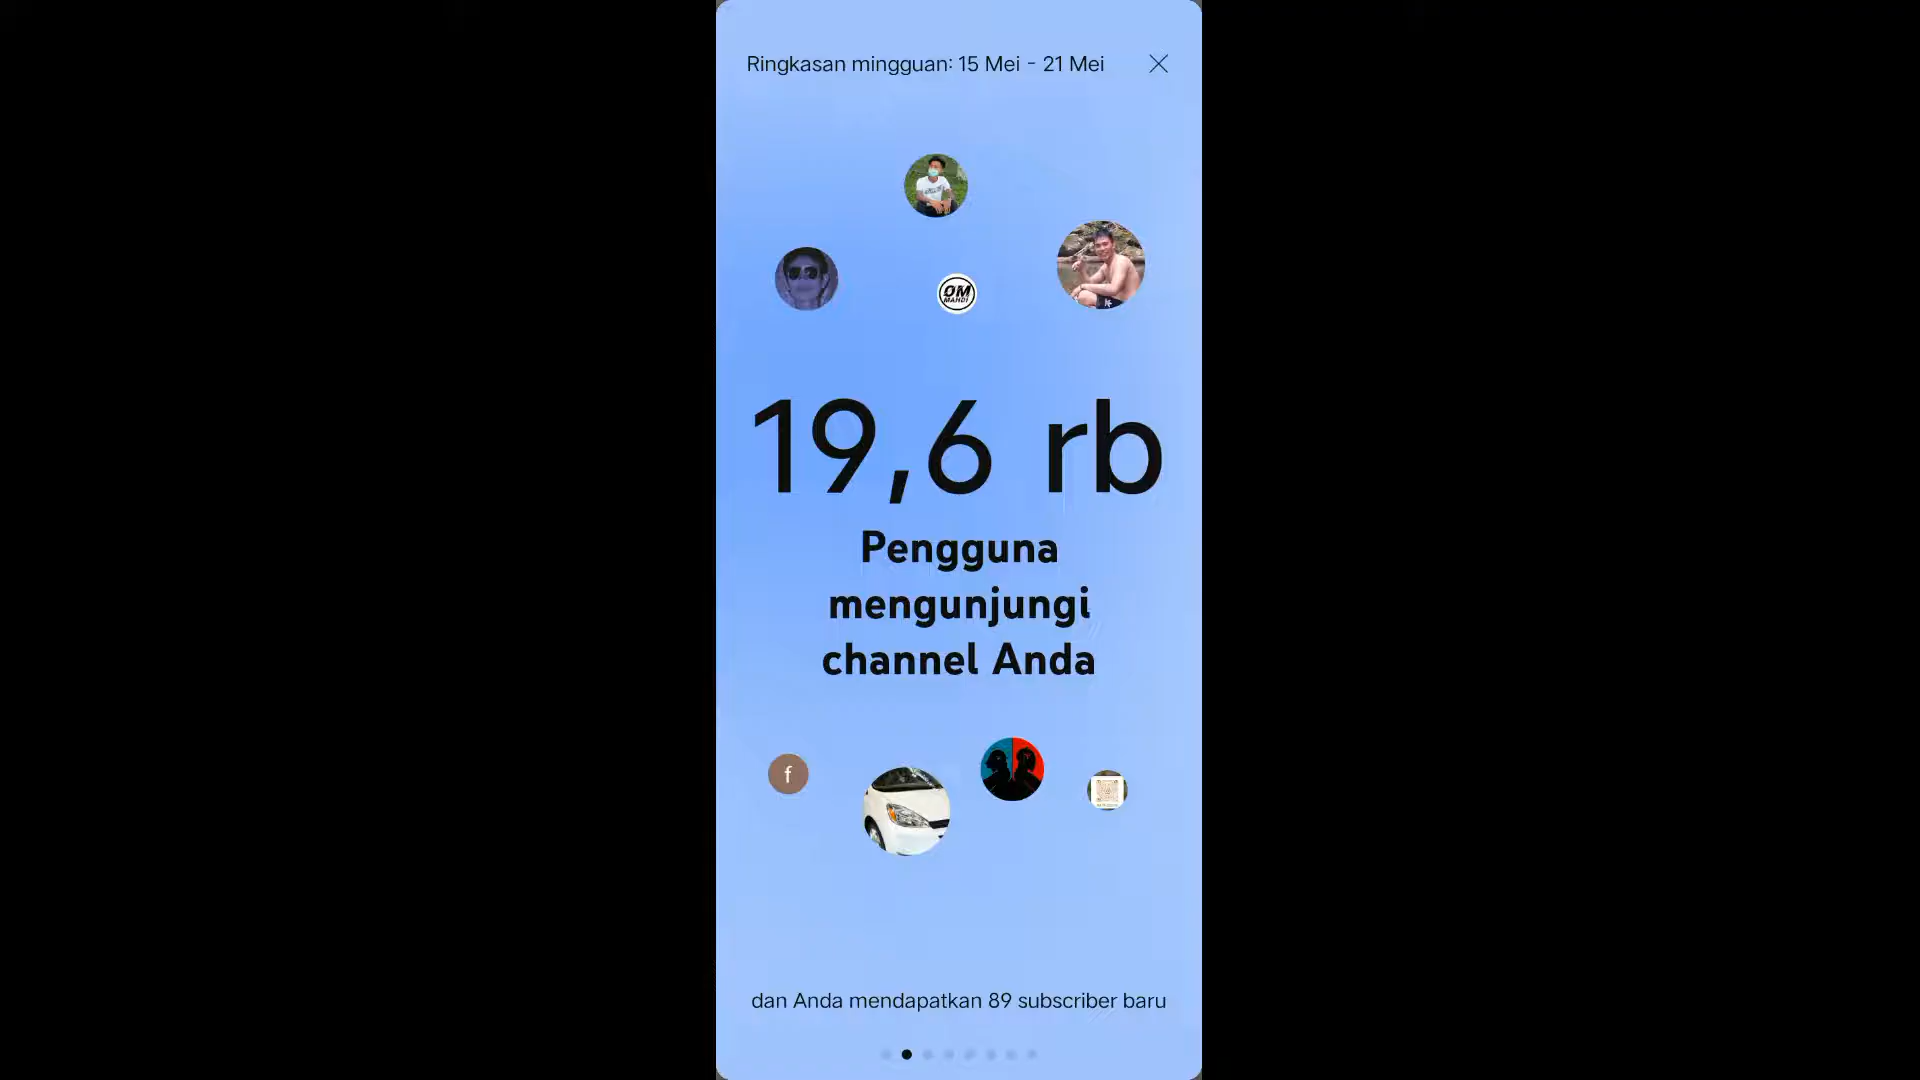 Ringkasan mingguan: 15 Mei - 21 Mei
OM
MAHDI
19,6 rb
Pengguna
mengunjungi
channel Anda
f
dan Anda mendapatkan 89 subscriber baru